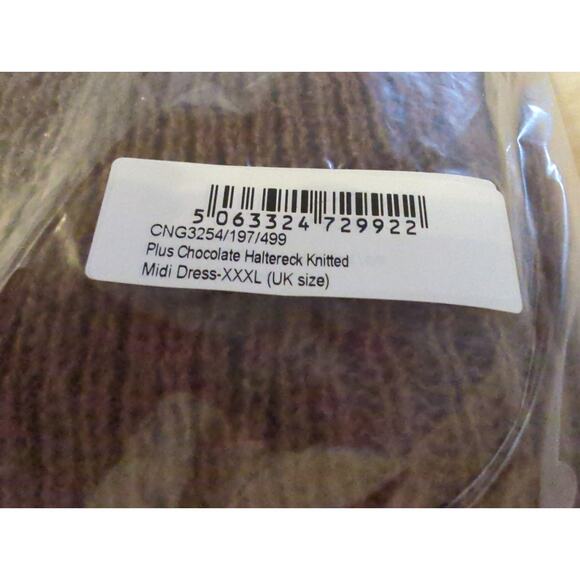 5 063324 729922
CNG3254/197/499
Plus Chocolate Haltereck Knitted
Midi Dress-XXXL (UK size)